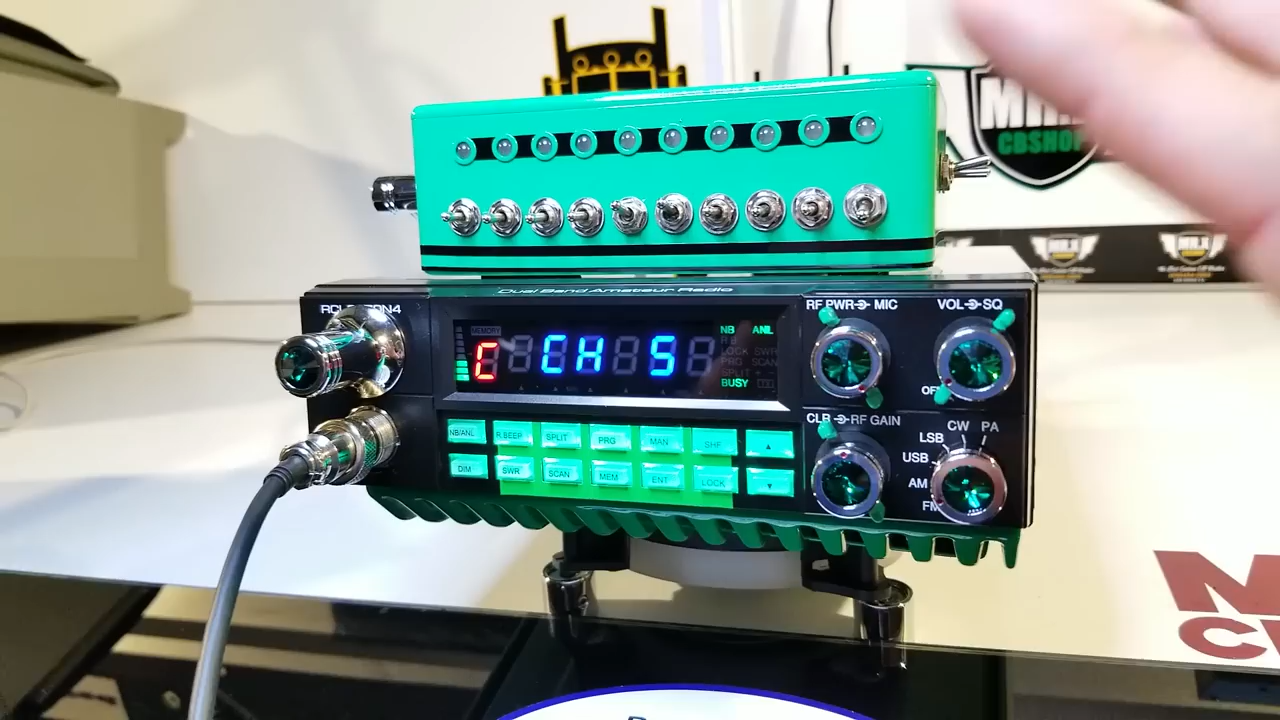 CBSHOP
Dual Band Amateur Radio
MEMORY
C CH 5
NB ANL
R.B
LOCK SWR
PRG SCAN
SPLIT + -
BUSY
RF PWR MIC
VOL SQ
OFF
NB/ANL R.BEEP SPLIT PRG MAN SHF ▲
DIM SWR SCAN MEM ENT LOCK ▼
CLR RF GAIN
CW PA
LSB
USB
AM